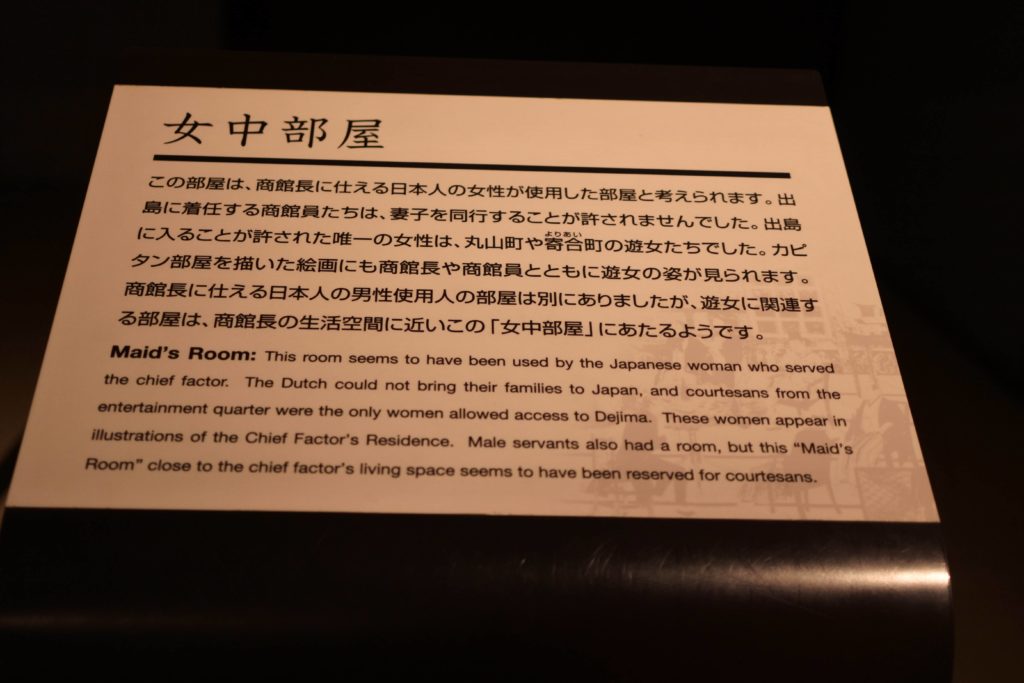 女中部屋
この部屋は、商館長に仕える日本人の女性が使用した部屋と考えられます。出
島に着任する商館員たちは、妻子を同行することが許されませんでした。出島
に入ることが許された唯一の女性は、丸山町や寄合町の遊女たちでした。カピ
よりあい
タン部屋を描いた絵画にも商館長や商館員とともに遊女の姿が見られます。
商館長に仕える日本人の男性使用人の部屋は別にありましたが、遊女に関連す
る部屋は、商館長の生活空間に近いこの「女中部屋」にあたるようです。
Maid's Room: This room seems to have been used by the Japanese woman who served
the chief factor. The Dutch could not bring their families to Japan, and courtesans from the
entertainment quarter were the only women allowed access to Dejima. These women appear in
illustrations of the Chief Factor's Residence. Male servants also had a room, but this “Maid's
Room” close to the chief factor's living space seems to have been reserved for courtesans.